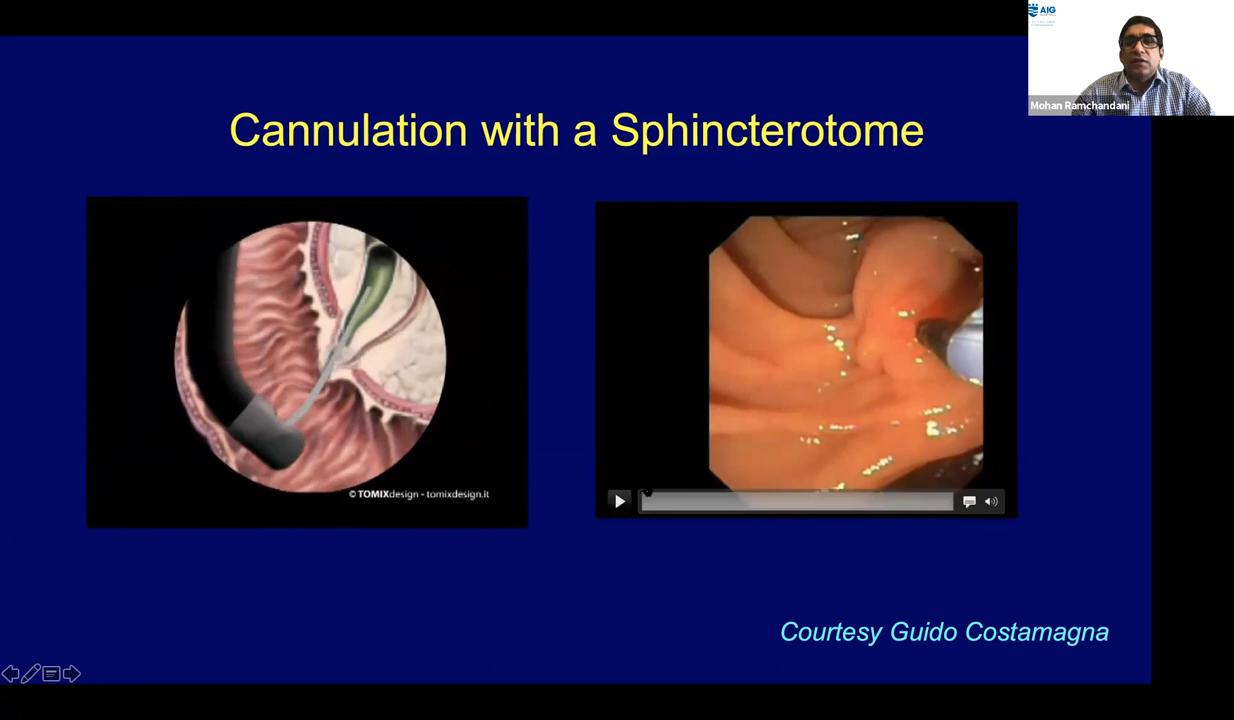 AIG
Mohan Ramchandani
Cannulation with a Sphincterotome
© TOMIXdesign - tomixdesign.it
Courtesy Guido Costamagna